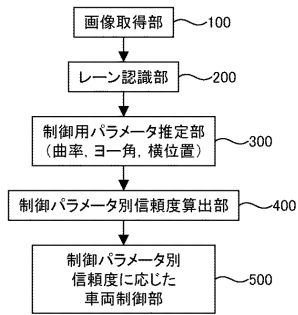 画像取得部
100
レーン認識部
200
制御用パラメータ推定部
(曲率，ヨー角，横位置)
300
制御パラメータ別信頼度算出部
400
制御パラメータ別
信頼度に応じた
車両制御部
500